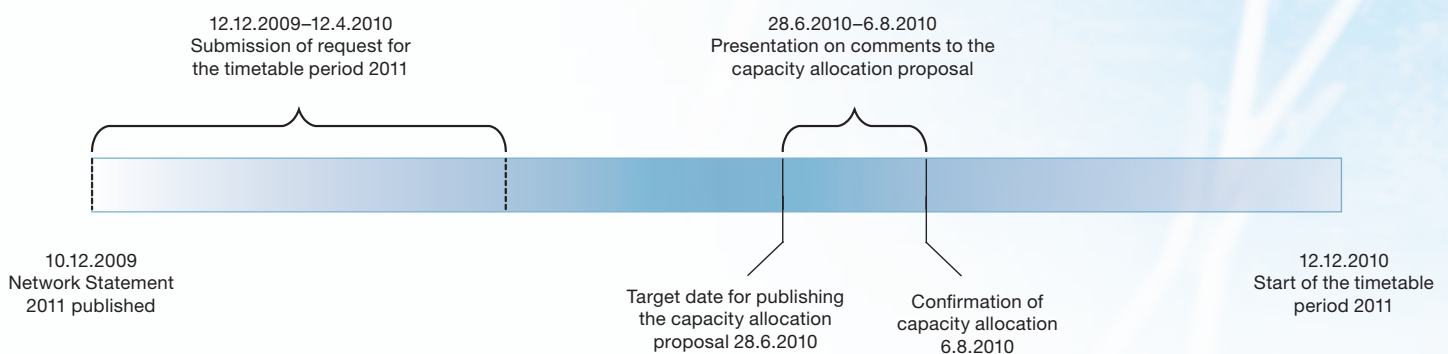 12.12.2009–12.4.2010
Submission of request for
the timetable period 2011
28.6.2010–6.8.2010
Presentation on comments to the
capacity allocation proposal
10.12.2009
Network Statement
2011 published
Target date for publishing
the capacity allocation
proposal 28.6.2010
Confirmation of
capacity allocation
6.8.2010
12.12.2010
Start of the timetable
period 2011